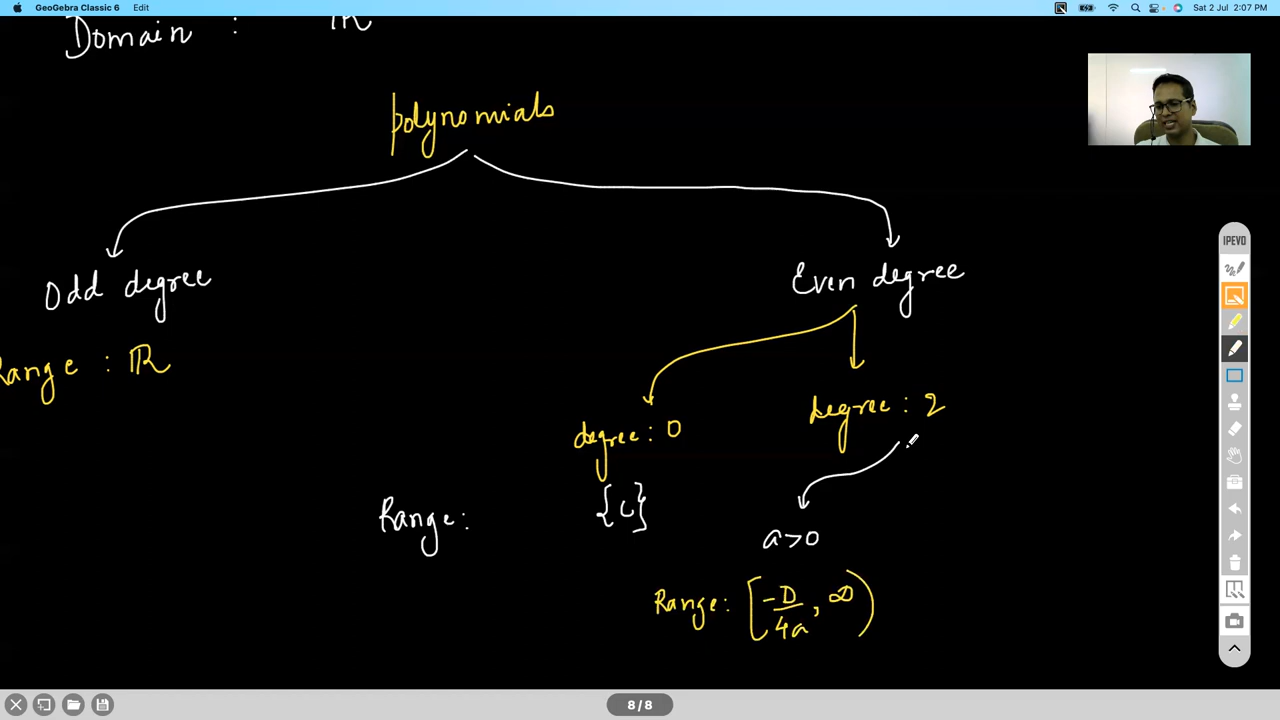 GeoGebra Classic 6 Edit Sat 2 Jul 2:07 PM
Domain : ℝ
polynomials
Odd degree
Even degree
Range : ℝ
degree : 0
degree : 2
Range:
{c}
a>0
Range: [-D/4a, ∞)
IPEVO
8/8